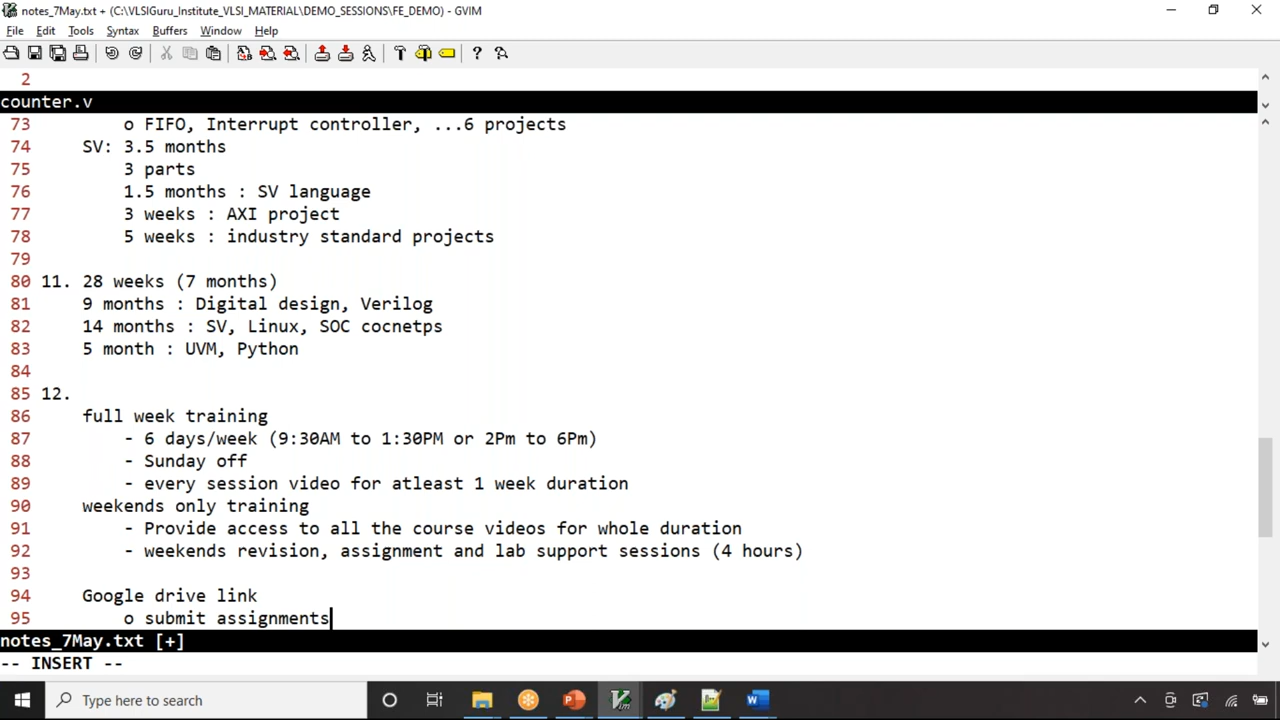 notes_7May.txt + (C:\VLSIGuru_Institute_VLSI_MATERIAL\DEMO_SESSIONS\FE_DEMO) - GVIM
File Edit Tools Syntax Buffers Window Help
2
counter.v
73 o FIFO, Interrupt controller, ...6 projects
74 SV: 3.5 months
75 3 parts
76 1.5 months : SV language
77 3 weeks : AXI project
78 5 weeks : industry standard projects
79
80 11. 28 weeks (7 months)
81 9 months : Digital design, Verilog
82 14 months : SV, Linux, SOC cocnetps
83 5 month : UVM, Python
84
85 12.
86 full week training
87 - 6 days/week (9:30AM to 1:30PM or 2Pm to 6Pm)
88 - Sunday off
89 - every session video for atleast 1 week duration
90 weekends only training
91 - Provide access to all the course videos for whole duration
92 - weekends revision, assignment and lab support sessions (4 hours)
93
94 Google drive link
95 o submit assignments
notes_7May.txt [+]
-- INSERT --
Type here to search